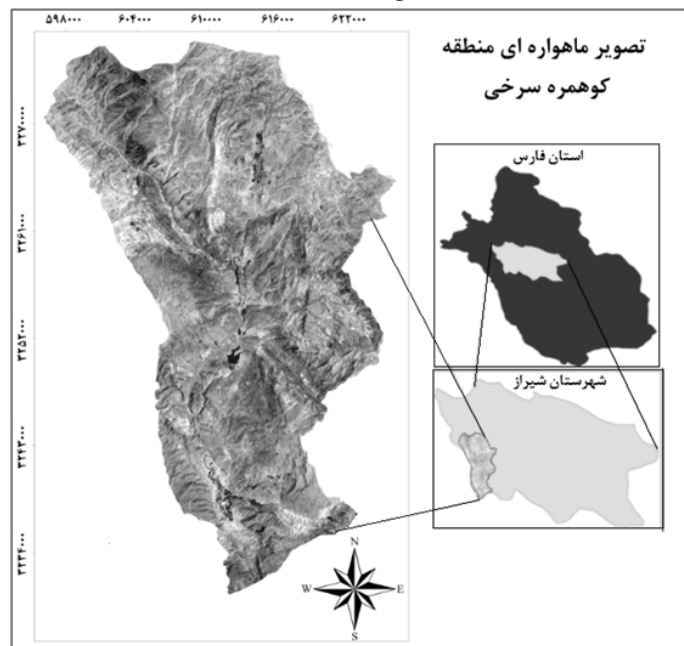 تصویر ماهواره ای منطقه
کوهمره سرخی
۵۹۸۰۰۰ ۶۰۴۰۰۰ ۶۱۰۰۰۰ ۶۱۶۰۰۰ ۶۲۲۰۰۰
۳۲۷۰۰۰۰
۳۲۶۱۰۰۰
۳۲۵۲۰۰۰
۳۲۴۳۰۰۰
۳۲۳۴۰۰۰
استان فارس
شهرستان شیراز
N
W E
S